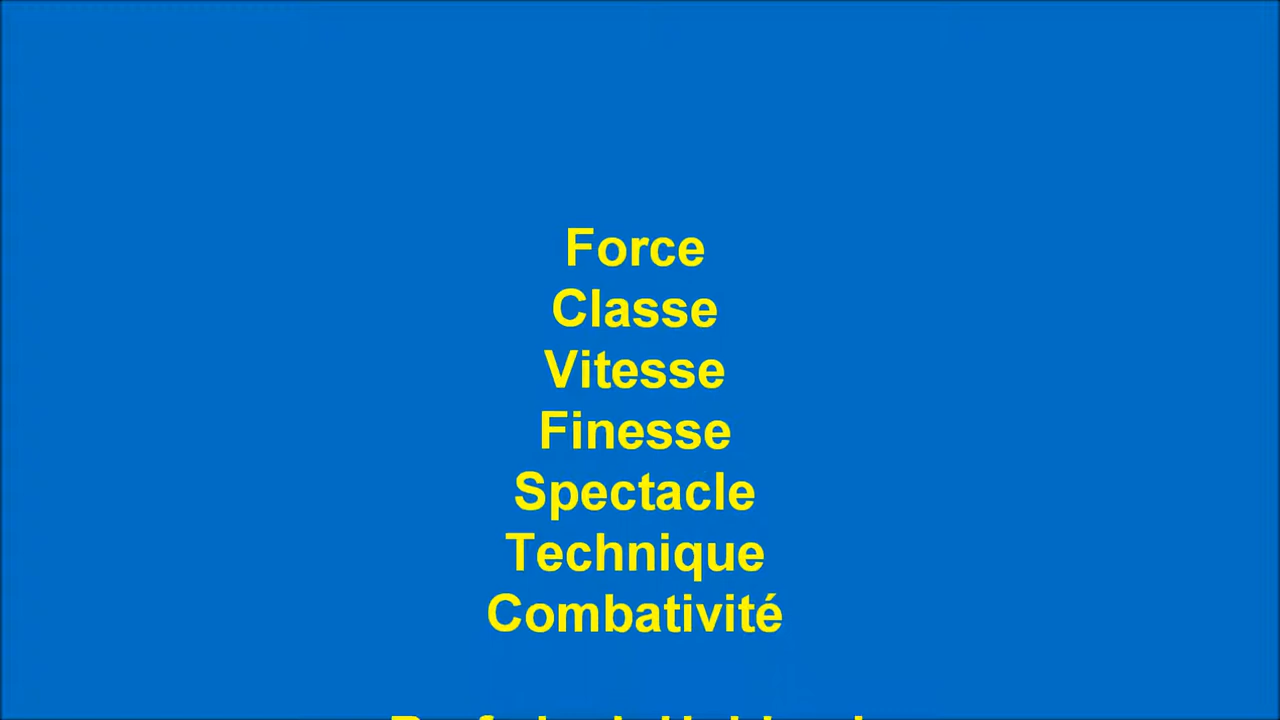 Force
Classe
Vitesse
Finesse
Spectacle
Technique
Combativité